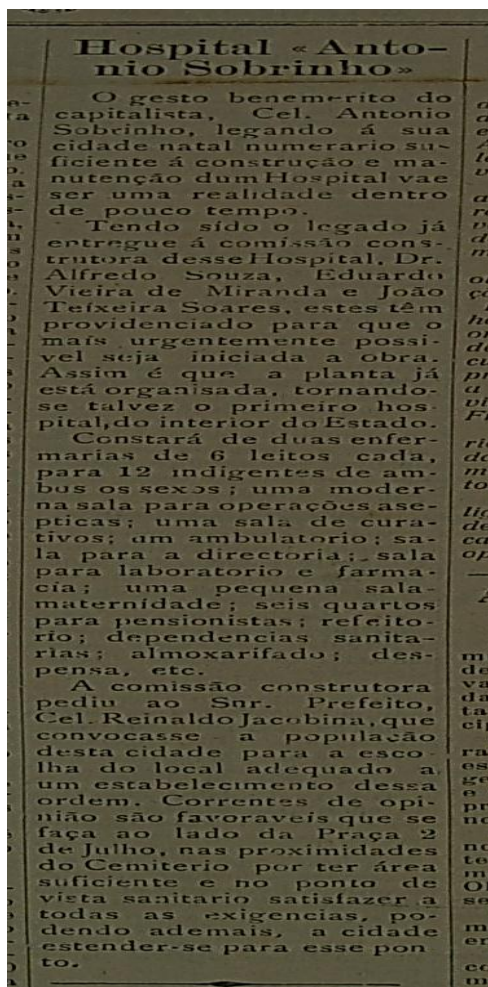 Hospital «Anto-
nio Sobrinho»
O gesto benemerito do
capitalista, Cel. Antonio
Sobrinho, legando á sua
cidade natal numerario su-
ficiente á construção e ma-
nutenção dum Hospital vae
ser uma realidade dentro
de pouco tempo.
Tendo sido o legado já
entregue á comissão cons-
trutora desse Hospital, Dr.
Alfredo Souza, Eduardo
Vieira de Miranda e João
Teixeira Soares, estes têm
providenciado para que o
mais urgentemente possi-
vel seja iniciada a obra.
Assim é que a planta já
está organisada, tornando-
se talvez o primeiro hos-
pital,do interior do Estado.
Constará de duas enfer-
marias de 6 leitos cada,
para 12 indigentes de am-
bos os sexos; uma moder-
na sala para operações ase-
pticas; uma sala de cura-
tivos; um ambulatorio; sa-
la para a directoria; sala
para laboratorio e farma-
cia; uma pequena sala-
maternidade; seis quartos
para pensionistas; refeito-
rio; dependencias sanita-
rias; almoxarifado; des-
pensa, etc.
A comissão construtora
pediu ao Snr. Prefeito,
Cel. Reinaldo Jacobina, que
convocasse a população
desta cidade para a esco-
lha do local adequado a
um estabelecimento dessa
ordem. Correntes de opi-
nião são favoraveis que se
faça ao lado da Praça 2
de Julho, nas proximidades
do Cemiterio por ter área
suficiente e no ponto de
vista sanitario satisfazer a
todas as exigencias, po-
dendo ademais, a cidade
estender-se para esse pon
to.